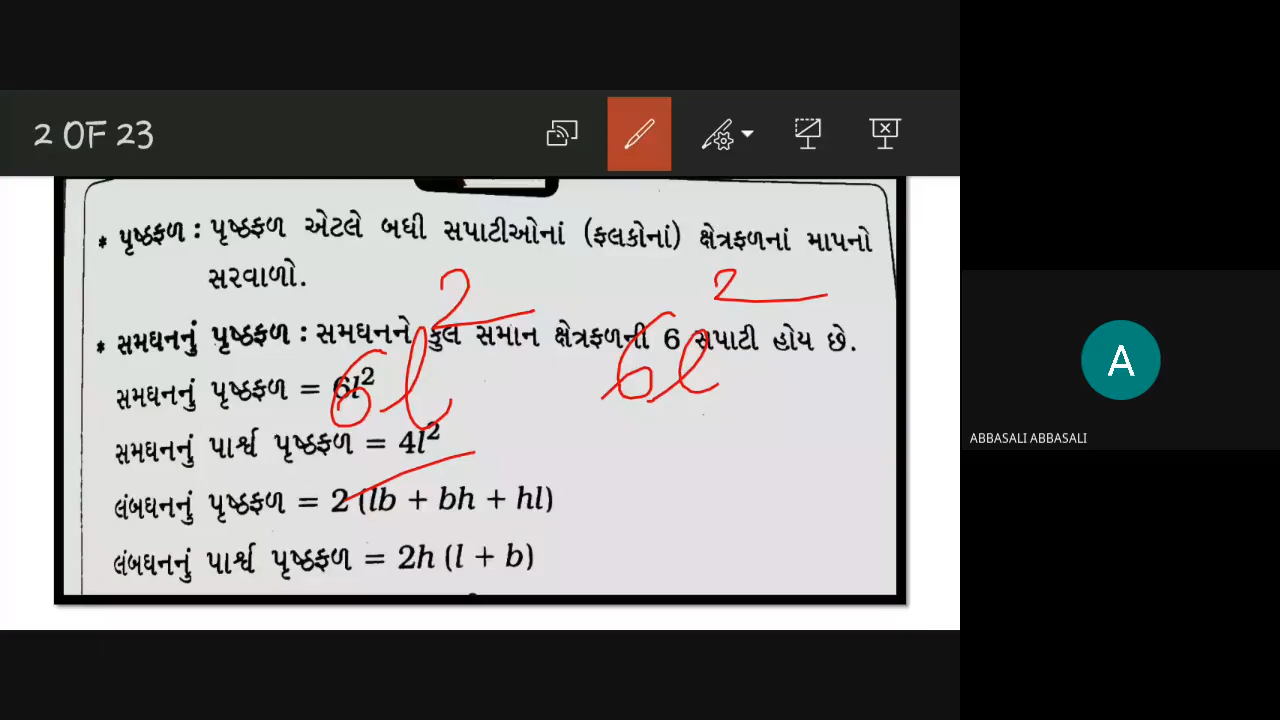 2 OF 23
* પૃષ્ઠફળ : પૃષ્ઠફળ એટલે બધી સપાટીઓનાં (ફલકોનાં) ક્ષેત્રફળનાં માપનો
સરવાળો.
* સમઘનનું પૃષ્ઠફળ : સમઘનને કુલ સમાન ક્ષેત્રફળની 6 સપાટી હોય છે.
સમઘનનું પૃષ્ઠફળ = 6l²
6l²
6l²
સમઘનનું પાર્શ્વ પૃષ્ઠફળ = 4l²
લંબઘનનું પૃષ્ઠફળ = 2 (lb + bh + hl)
લંબઘનનું પાર્શ્વ પૃષ્ઠફળ = 2h (l + b)
A
ABBASALI ABBASALI